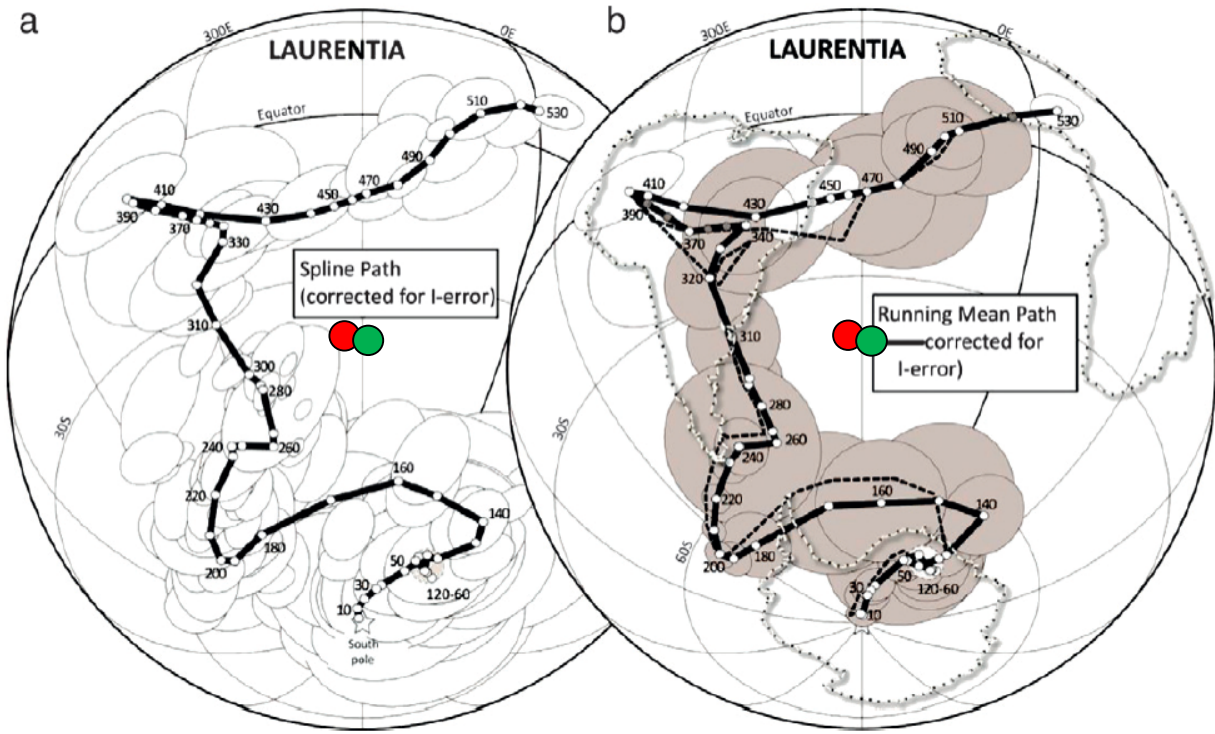 a
300E
LAURENTIA
0E
Equator
510
530
490
470
450
430
410
390
370
330
Spline Path
(corrected for I-error)
310
300
280
30S
240
260
220
160
140
180
200
50
30
120-60
10
South
pole
b
300E
LAURENTIA
0E
Equator
510
530
490
470
450
430
410
390
370
340
320
Running Mean Path
corrected for
I-error)
310
280
30S
260
240
220
160
140
60S
180
200
50
30
120-60
10